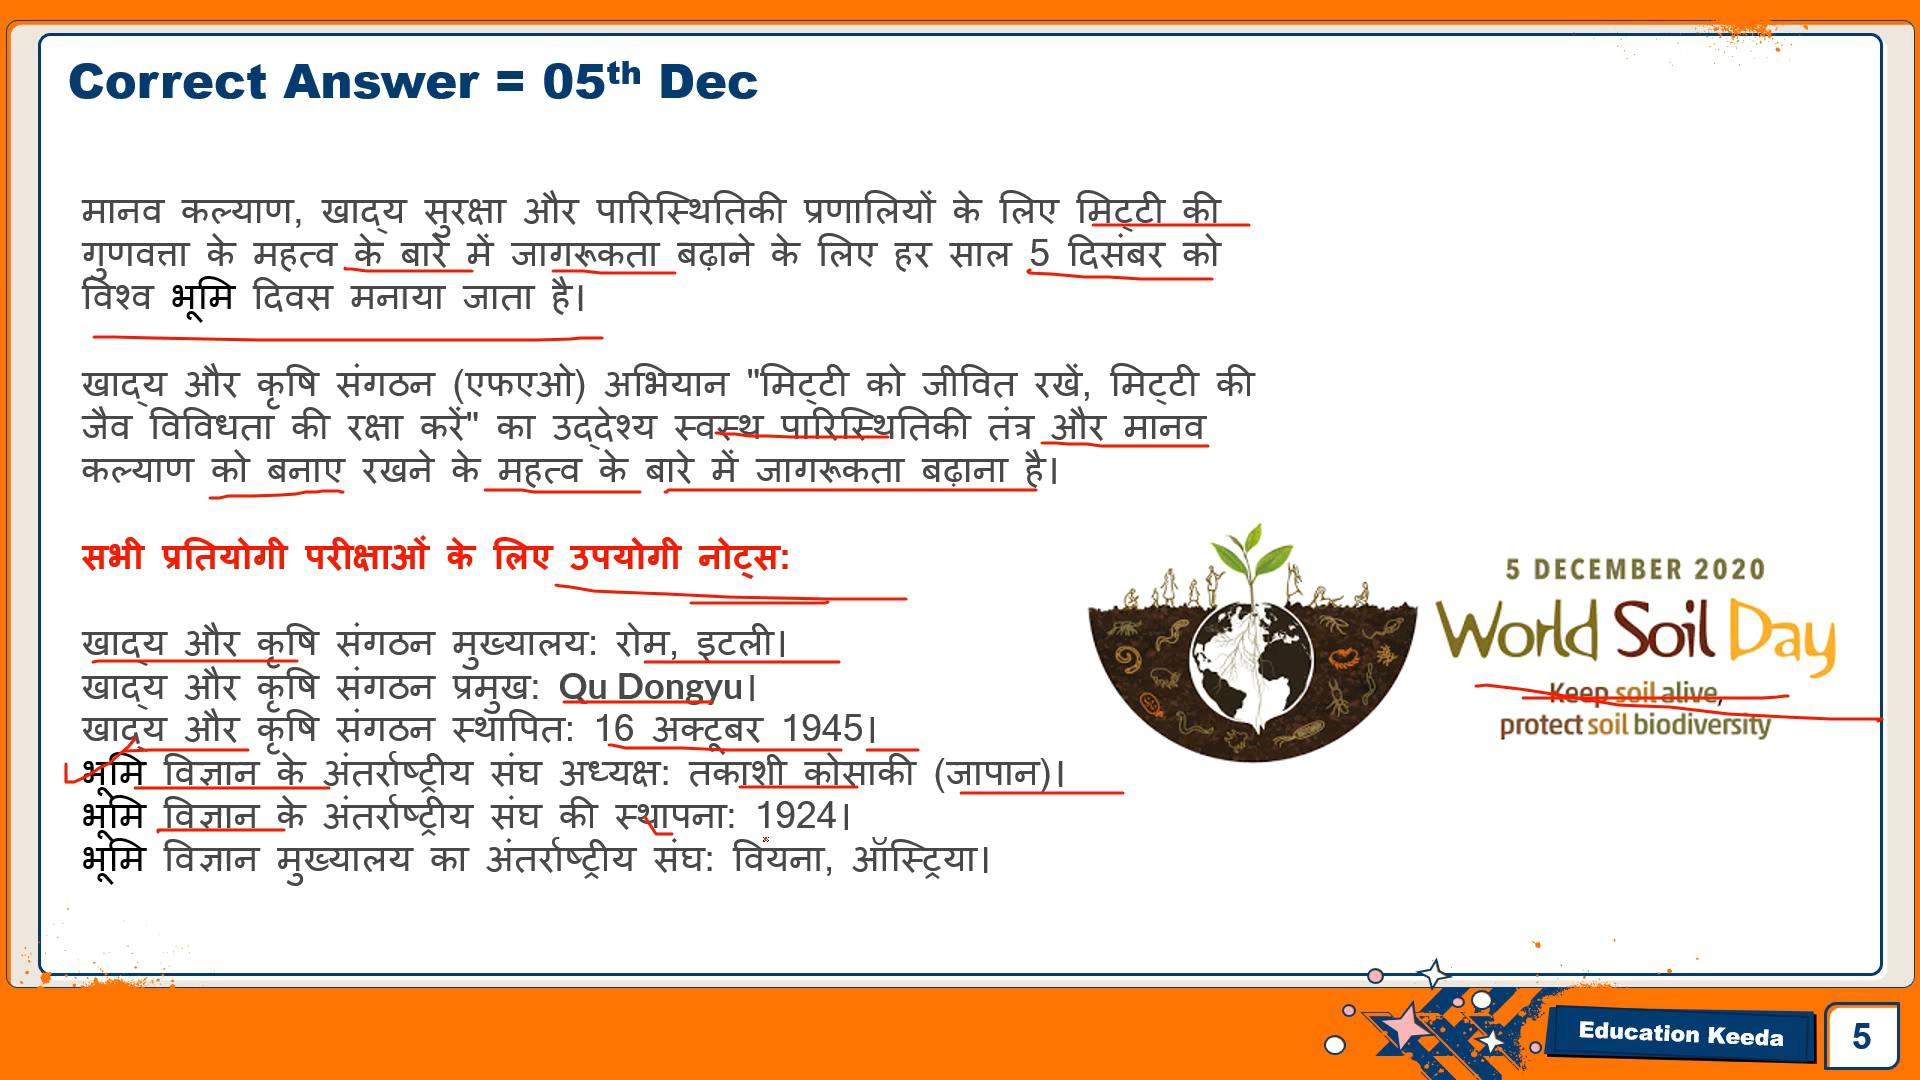 Correct Answer = 05th Dec
मानव कल्याण, खाद्य सुरक्षा और पारिस्थितिकी प्रणालियों के लिए मिट्टी की
गुणवत्ता के महत्व के बारे में जागरूकता बढ़ाने के लिए हर साल 5 दिसंबर को
विश्व भूमि दिवस मनाया जाता है।
खाद्य और कृषि संगठन (एफएओ) अभियान "मिट्टी को जीवित रखें, मिट्टी की
जैव विविधता की रक्षा करें" का उद्देश्य स्वस्थ पारिस्थितिकी तंत्र और मानव
कल्याण को बनाए रखने के महत्व के बारे में जागरूकता बढ़ाना है।
सभी प्रतियोगी परीक्षाओं के लिए उपयोगी नोट्स:
खाद्य और कृषि संगठन मुख्यालय: रोम, इटली।
खाद्य और कृषि संगठन प्रमुख: Qu Dongyu।
खाद्य और कृषि संगठन स्थापित: 16 अक्टूबर 1945।
भूमि विज्ञान के अंतर्राष्ट्रीय संघ अध्यक्ष: तकाशी कोसाकी (जापान)।
भूमि विज्ञान के अंतर्राष्ट्रीय संघ की स्थापना: 1924।
भूमि विज्ञान मुख्यालय का अंतर्राष्ट्रीय संघ: वियना, ऑस्ट्रिया।
5 DECEMBER 2020
World Soil Day
Keep soil alive,
protect soil biodiversity
Education Keeda
5